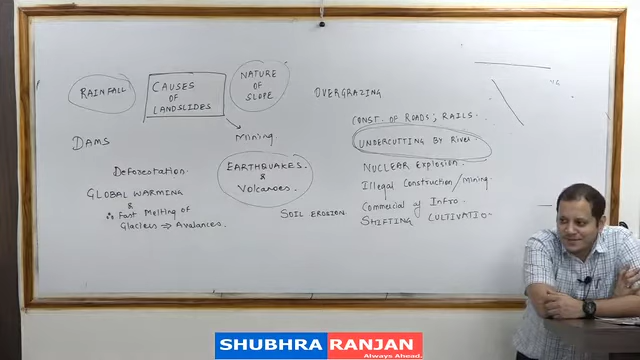 RAINFALL
CAUSES
OF
LANDSLIDES
NATURE
OF
SLOPE
OVERGRAZING
CONST. OF ROADS, RAILS.
DAMS
Mining
UNDERCUTTING BY River
Deforestation
EARTHQUAKES
&
Volcanoes.
NUCLEAR Explosion.
GLOBAL WARMING
&
∴ Fast Melting of
Glaciers ⇒ Avalances.
Illegal Construction/Mining.
SOIL EROSION
Commercial of Infra.
SHIFTING CULTIVATIO
SHUBHRA RANJAN
Always Ahead.